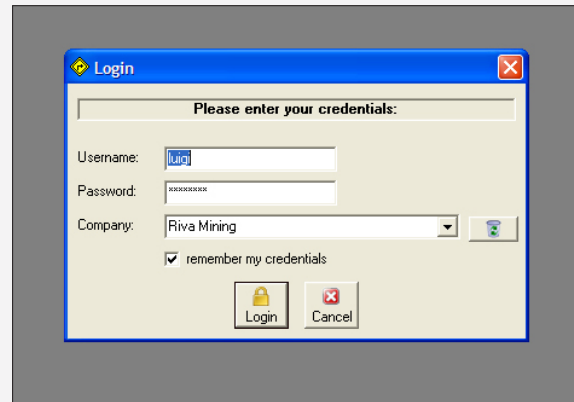 Login
Please enter your credentials:
Username: luigi
Password: ********
Company: Riva Mining
remember my credentials
Login Cancel